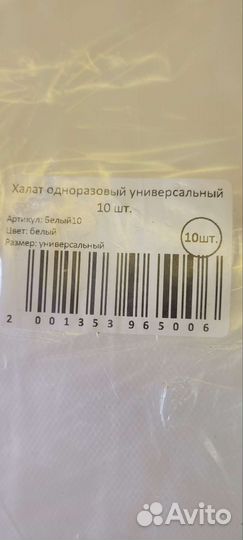 Халат одноразовый универсальный
10 шт.
Артикул: Белый10
Цвет: белый
Размер: универсальный
10шт.
2 001353 965006
Avito